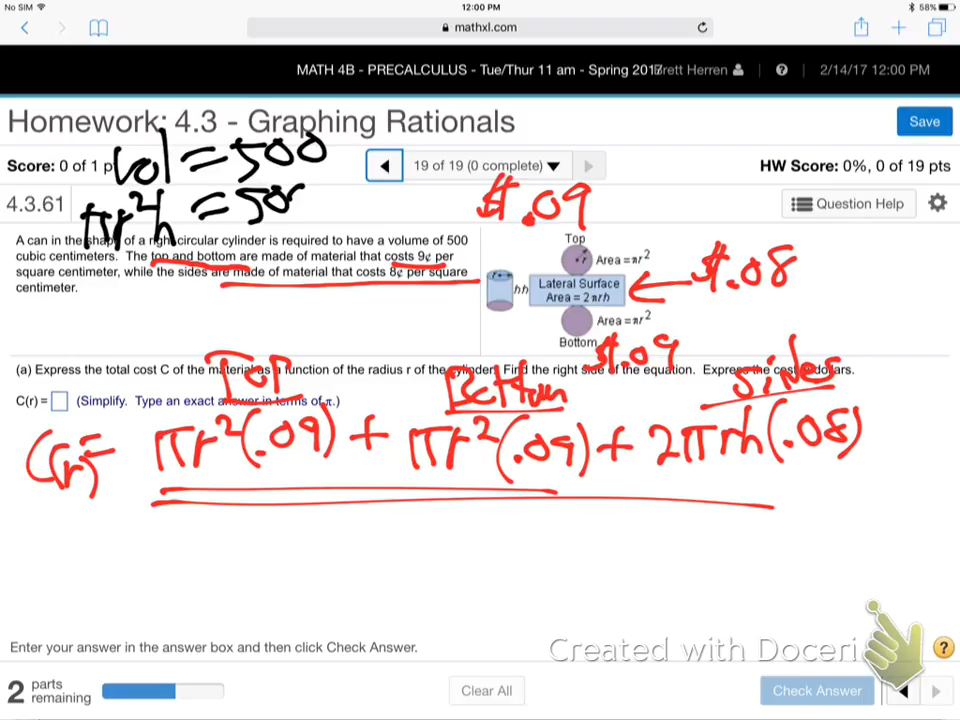 No SIM 12:00 PM 58%
mathxl.com
MATH 4B - PRECALCULUS - Tue/Thur 11 am - Spring 2017 Brett Herren 2/14/17 12:00 PM
Homework: 4.3 - Graphing Rationals
Save
Score: 0 of 1 p
19 of 19 (0 complete)
HW Score: 0%, 0 of 19 pts
Vol = 500
4.3.61
Question Help
πr²h = 500
$.09
A can in the shape of a right circular cylinder is required to have a volume of 500
cubic centimeters. The top and bottom are made of material that costs 9¢ per
square centimeter, while the sides are made of material that costs 8¢ per square
centimeter.
Top
r
Area = πr²
$.08
r
h h
Lateral Surface
Area = 2πrh
Area = πr²
Bottom
$.09
(a) Express the total cost C of the material as a function of the radius r of the cylinder. Find the right side of the equation. Express the cost in dollars.
C(r) = (Simplify. Type an exact answer in terms of π.)
Top Bottom Sides
C(r) = πr²(.09) + πr²(.09) + 2πrh(.08)
Enter your answer in the answer box and then click Check Answer.
Created with Doceri
?
2 parts
remaining
Clear All
Check Answer